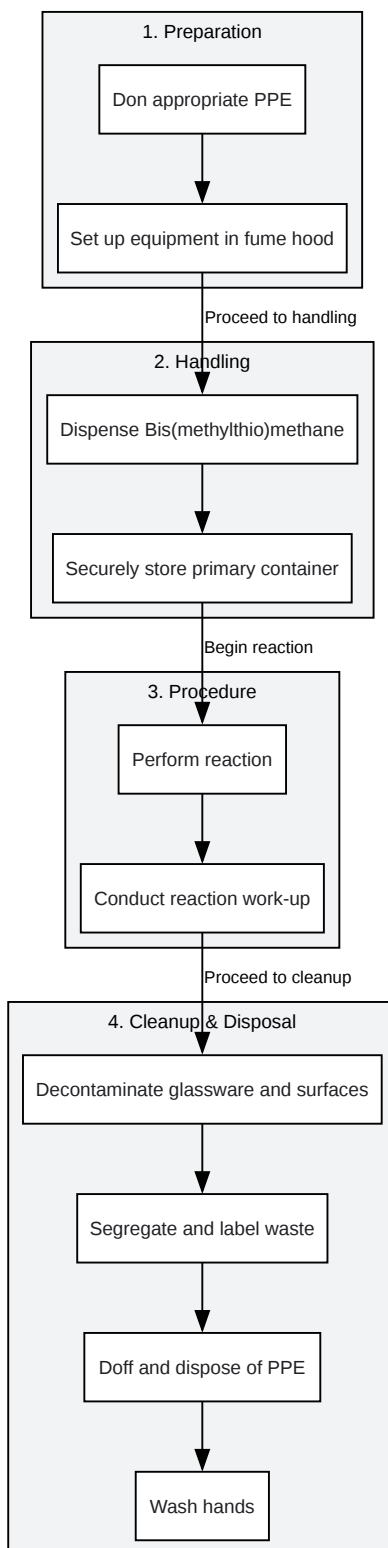 1. Preparation
Don appropriate PPE
Set up equipment in fume hood
Proceed to handling
2. Handling
Dispense Bis(methylthio)methane
Securely store primary container
Begin reaction
3. Procedure
Perform reaction
Conduct reaction work-up
Proceed to cleanup
4. Cleanup & Disposal
Decontaminate glassware and surfaces
Segregate and label waste
Doff and dispose of PPE
Wash hands